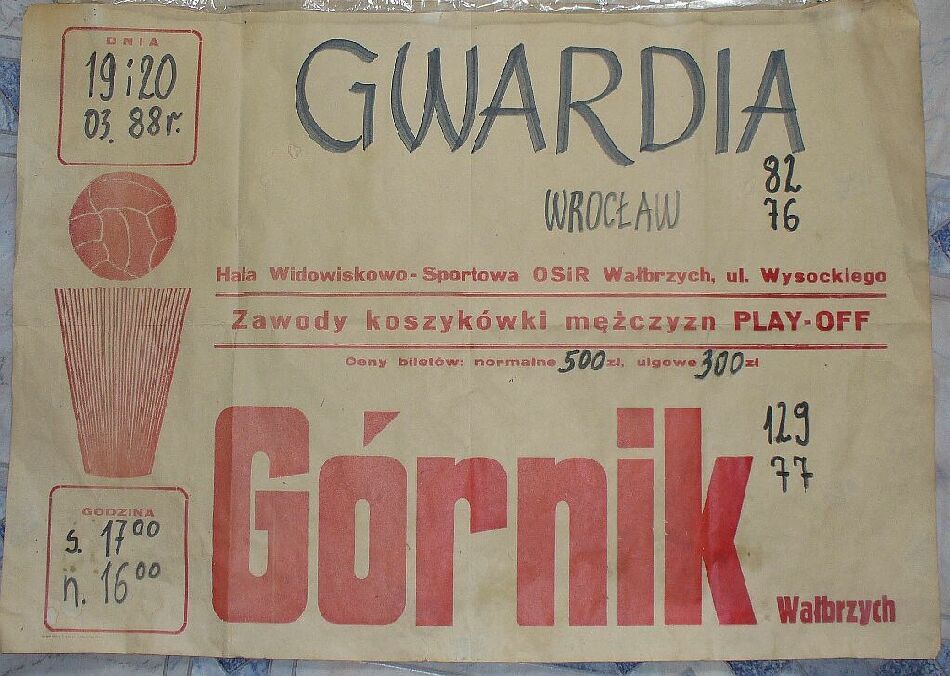 DNIA
19 i 20
03. 88 r.
GWARDIA
WROCŁAW
82
76
Hala Widowiskowo-Sportowa OSiR Wałbrzych, ul. Wysockiego
Zawody koszykówki mężczyzn PLAY-OFF
Ceny biletów: normalne 500 zł, ulgowe 300 zł
Górnik
129
77
Wałbrzych
GODZINA
s. 17 00
n. 16 00